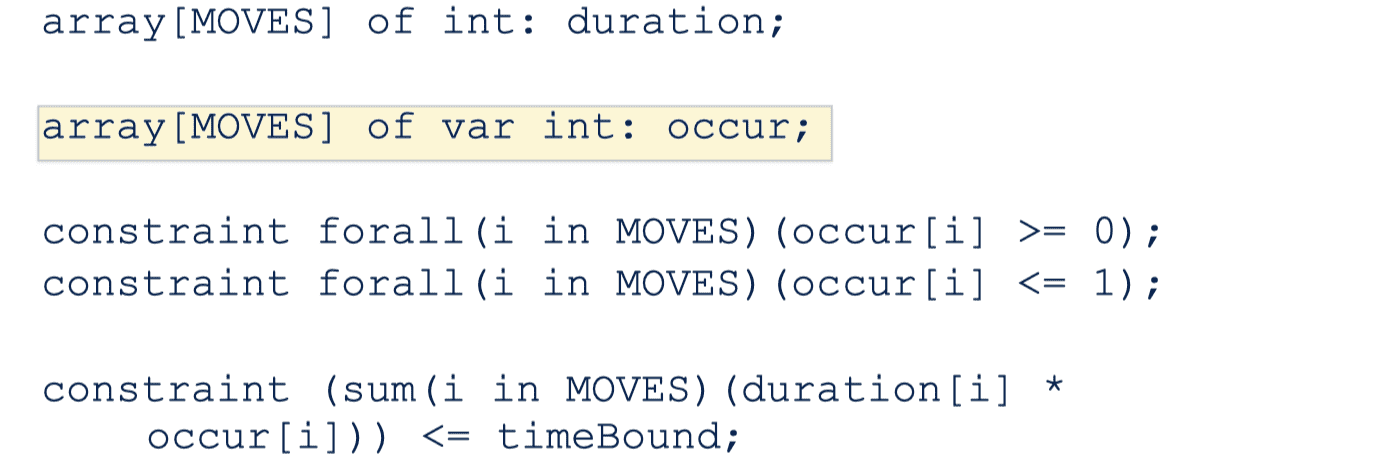 array[MOVES] of int: duration;
array[MOVES] of var int: occur;
constraint forall(i in MOVES)(occur[i] >= 0);
constraint forall(i in MOVES)(occur[i] <= 1);
constraint (sum(i in MOVES)(duration[i] *
occur[i])) <= timeBound;